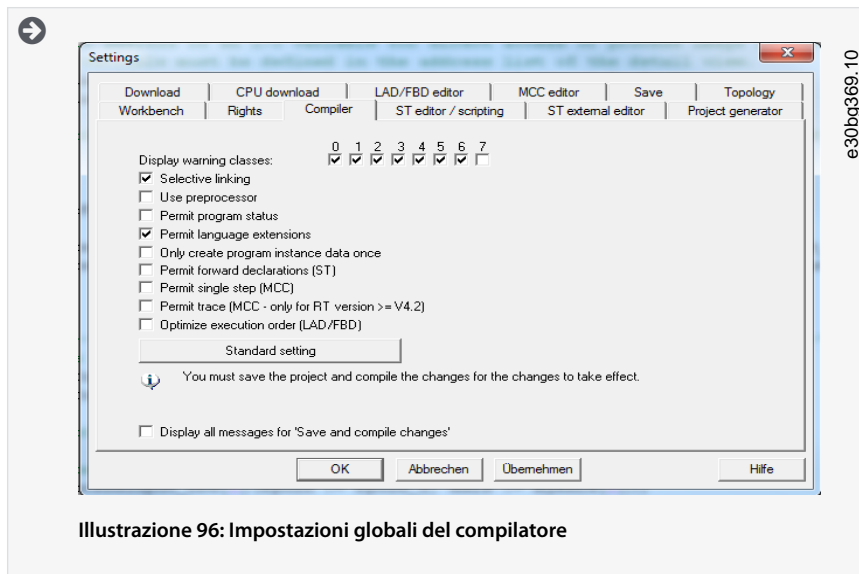 Settings
Download CPU download LAD/FBD editor MCC editor Save Topology
Workbench Rights Compiler ST editor / scripting ST external editor Project generator
0 1 2 3 4 5 6 7
Display warning classes:
Selective linking
Use preprocessor
Permit program status
Permit language extensions
Only create program instance data once
Permit forward declarations (ST)
Permit single step (MCC)
Permit trace (MCC - only for RT version >= V4.2)
Optimize execution order (LAD/FBD)
Standard setting
You must save the project and compile the changes for the changes to take effect.
Display all messages for 'Save and compile changes'
OK Abbrechen Übernehmen Hilfe
e30bg369.10
Illustrazione 96: Impostazioni globali del compilatore